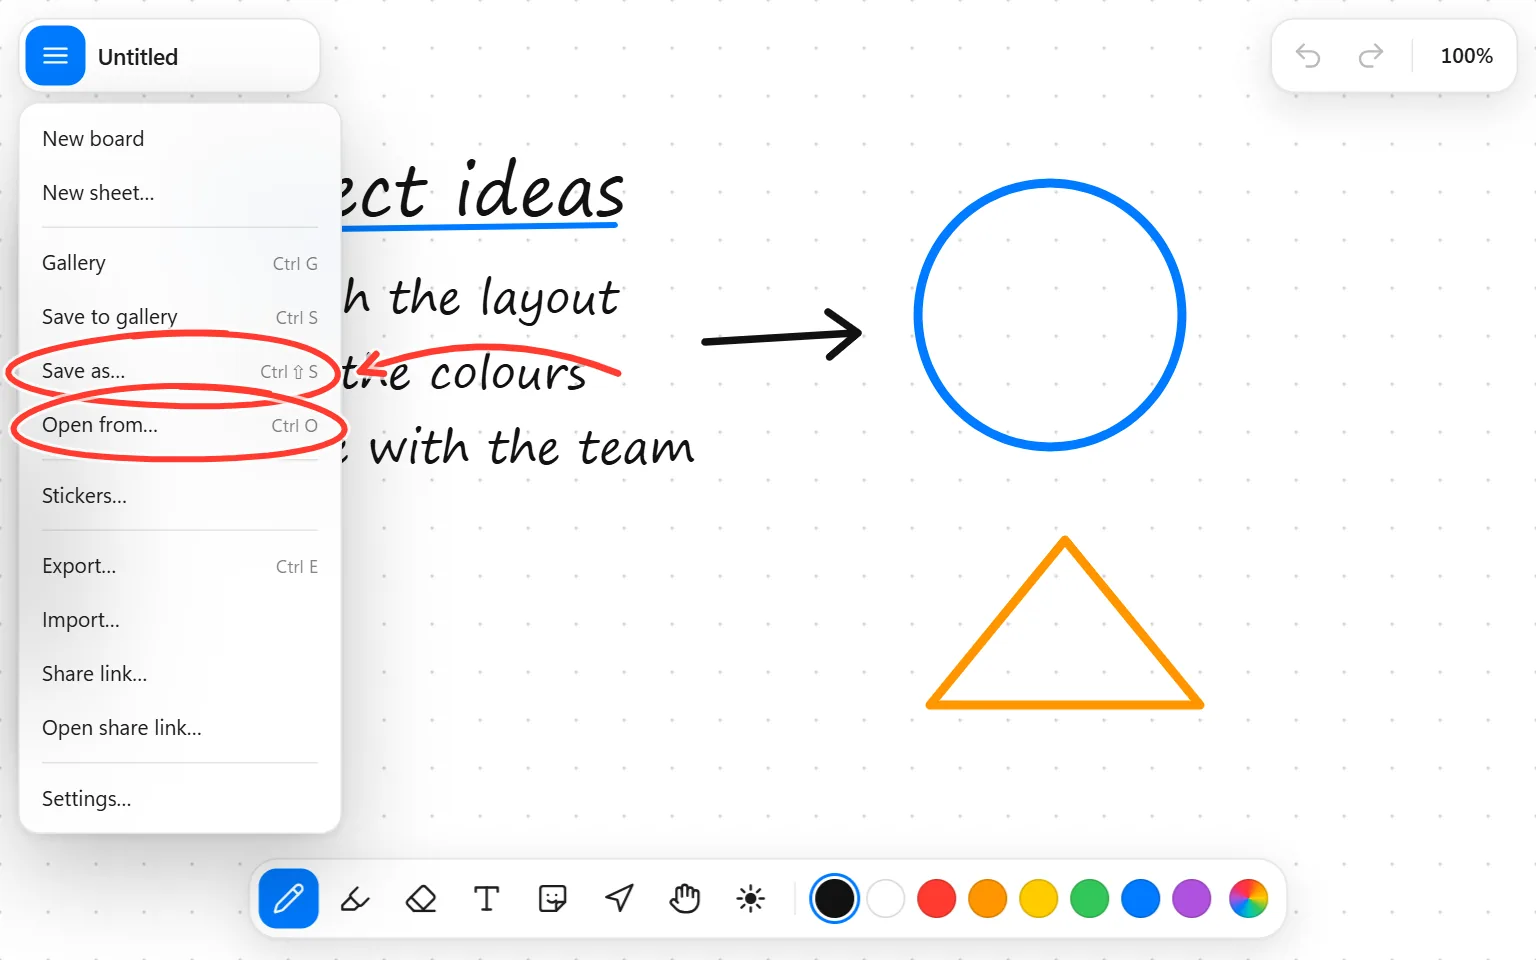 Untitled
100%
New board
New sheet...
Gallery Ctrl G
Save to gallery Ctrl S
Save as... Ctrl ⇧ S
Open from... Ctrl O
Stickers...
Export... Ctrl E
Import...
Share link...
Open share link...
Settings...
ect ideas
h the layout
the colours
with the team